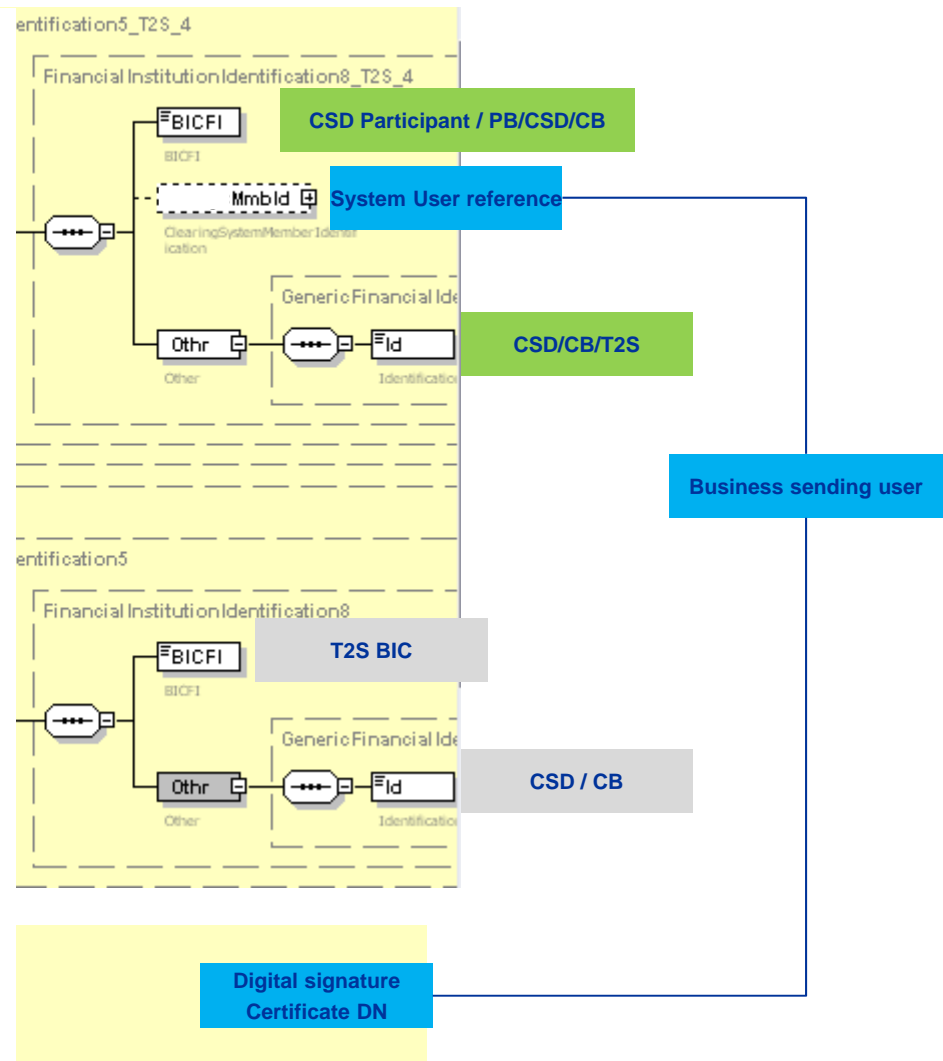 entification5_T2S_4
FinancialInstitutionIdentification8_T2S_4
BICFI
CSD Participant / PB/CSD/CB
BICFI
MmbId
System User reference
ClearingSystemMemberIdentif
ication
GenericFinancialIde
Othr
Id
CSD/CB/T2S
Other
Identificatio
Business sending user
entification5
FinancialInstitutionIdentification8
BICFI
T2S BIC
BICFI
GenericFinancialIde
Othr
Id
CSD / CB
Other
Identificatio
Digital signature
Certificate DN